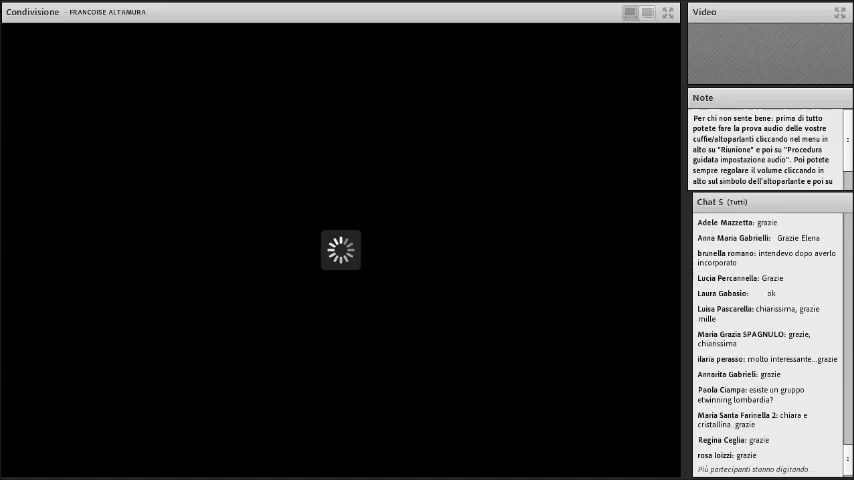 Condivisione - FRANCOISE ALTAMURA
Video
Note
Per chi non sente bene: prima di tutto
potete fare la prova audio delle vostre
cuffie/altoparlanti cliccando nel menu in
alto su "Riunione" e poi su "Procedura
guidata impostazione audio". Poi potete
sempre regolare il volume cliccando in
alto sul simbolo dell'altoparlante e poi su
Chat 5 (Tutti)
Adele Mazzetta: grazie
Anna Maria Gabrielli: Grazie Elena
brunella romano: intendevo dopo averlo
incorporato
Lucia Percannella: Grazie
Laura Gabasio: ok
Luisa Pascarella: chiarissima, grazie
mille
Maria Grazia SPAGNULO: grazie,
chiarissima
ilaria perasso: molto interessante...grazie
Annarita Gabrieli: grazie
Paola Ciampa: esiste un gruppo
etwinning lombardia?
Maria Santa Farinella 2: chiara e
cristallina..grazie
Regina Ceglia: grazie
rosa loizzi: grazie
Più partecipanti stanno digitando...